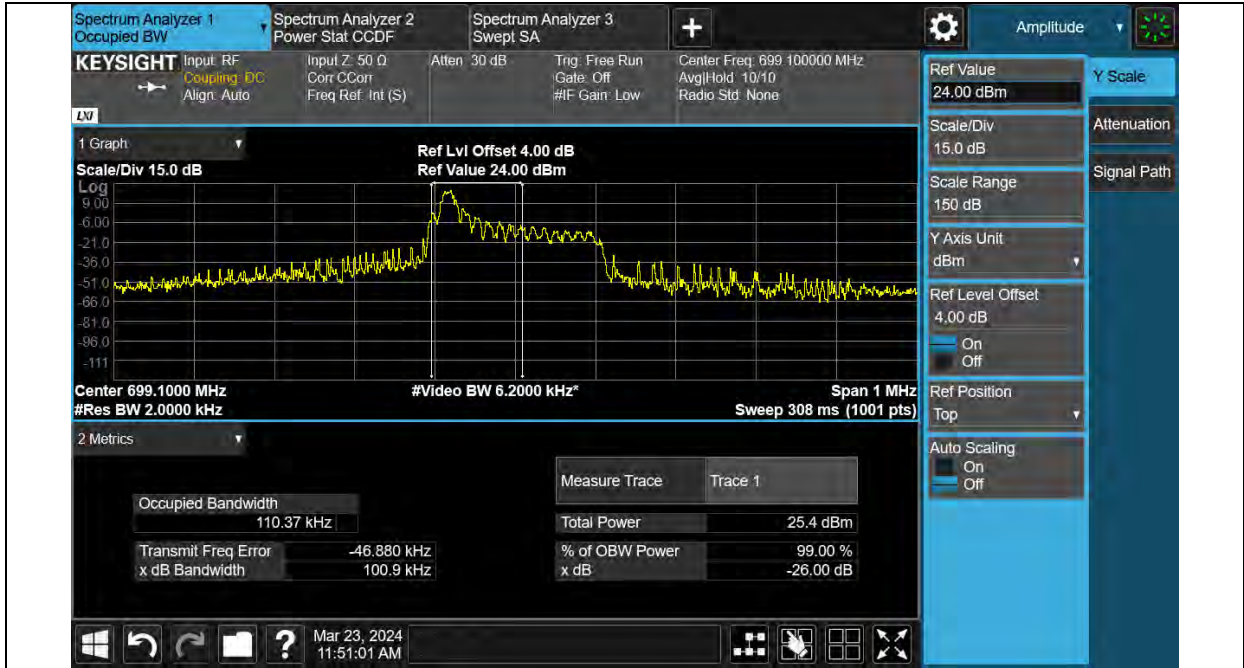 Spectrum Analyzer 1
Occupied BW
Spectrum Analyzer 2
Power Stat CCDF
Spectrum Analyzer 3
Swept SA
Amplitude
KEYSIGHT
Input: RF
Coupling: DC
Align: Auto
Input Z: 50 Ω
Corr CCorr
Freq Ref: Int (S)
Atten: 30 dB
Trig: Free Run
Gate: Off
#IF Gain: Low
Center Freq: 699.100000 MHz
Avg|Hold: 10/10
Radio Std: None
LXI
1 Graph
Scale/Div 15.0 dB
Ref Lvl Offset 4.00 dB
Ref Value 24.00 dBm
Log
9.00
-6.00
-21.0
-36.0
-51.0
-66.0
-81.0
-96.0
-111
Center 699.1000 MHz
#Video BW 6.2000 kHz*
Span 1 MHz
#Res BW 2.0000 kHz
Sweep 308 ms (1001 pts)
2 Metrics
Measure Trace
Trace 1
Occupied Bandwidth
110.37 kHz
Total Power
25.4 dBm
Transmit Freq Error
-46.880 kHz
% of OBW Power
99.00 %
x dB Bandwidth
100.9 kHz
x dB
-26.00 dB
Ref Value
24.00 dBm
Scale/Div
15.0 dB
Scale Range
150 dB
Y Axis Unit
dBm
Ref Level Offset
4.00 dB
On
Off
Ref Position
Top
Auto Scaling
On
Off
Y Scale
Attenuation
Signal Path
?
Mar 23, 2024
11:51:01 AM